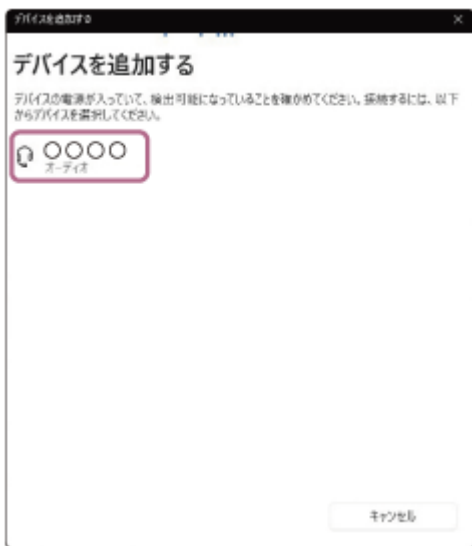 デバイスを追加する
デバイスを追加する
デバイスの電源が入っていて、検出可能になっていることを確かめてください。接続するには、以下
からデバイスを選択してください。
〇〇〇〇
オーディオ
キャンセル